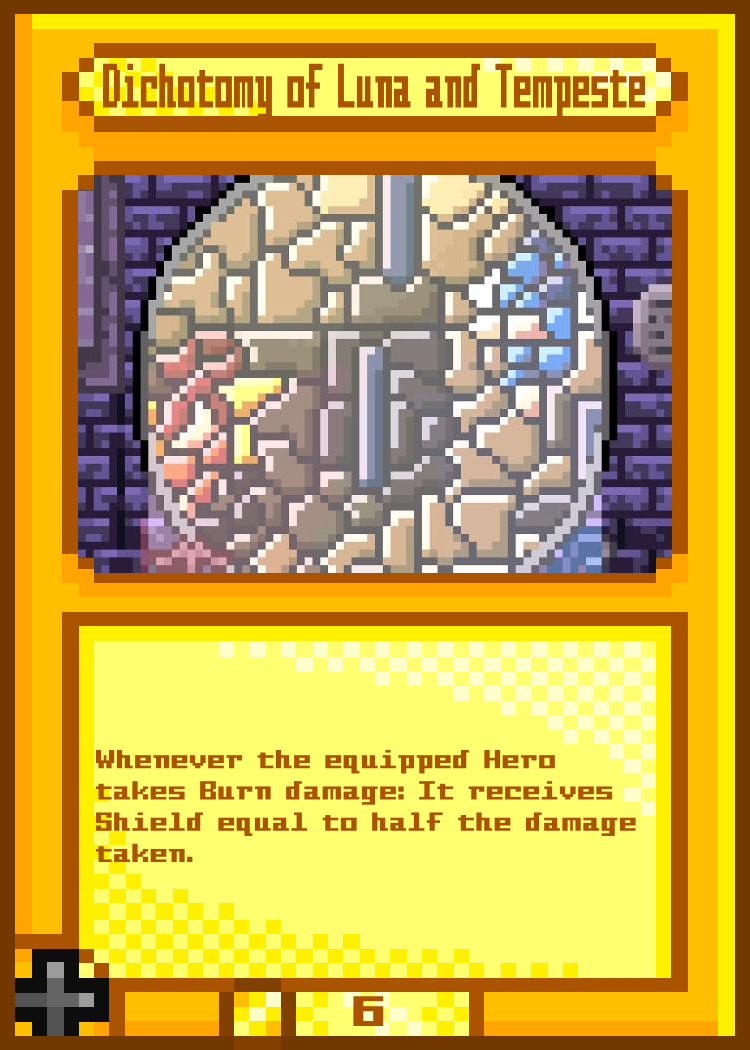 Dichotomy of Luna and Tempeste
Whenever the equipped Hero
takes Burn damage: It receives
Shield equal to half the damage
taken.
6